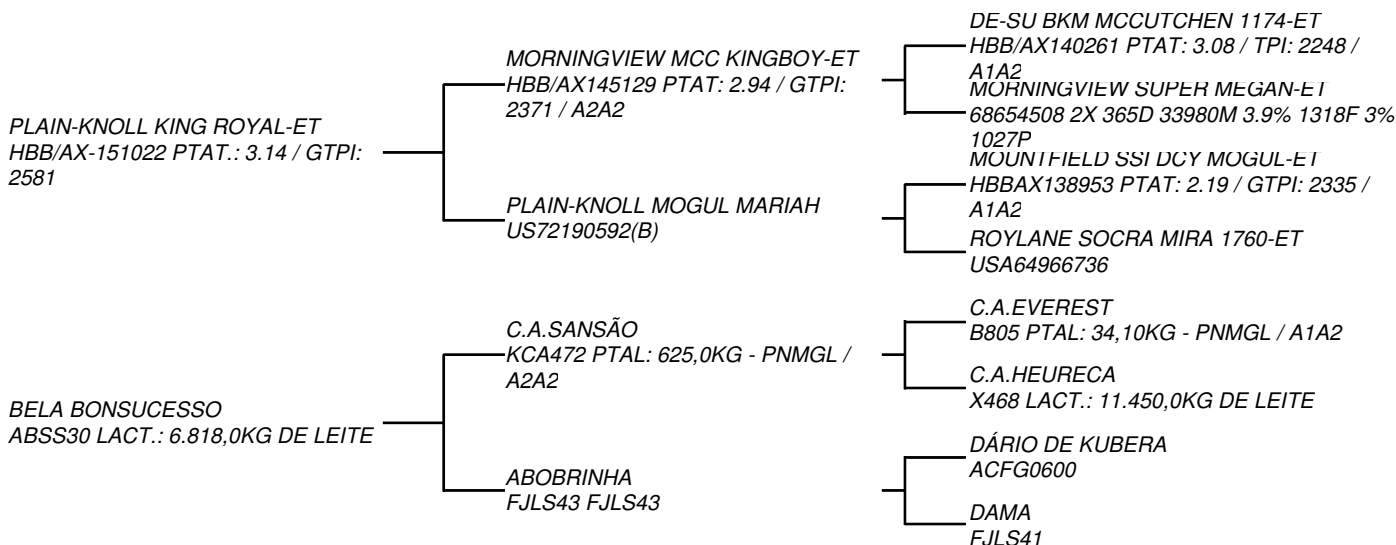 PLAIN-KNOLL KING ROYAL-ET
HBB/AX-151022 PTAT.: 3.14 / GTPI:
2581
MORNINGVIEW MCC KINGBOY-ET
HBB/AX145129 PTAT: 2.94 / GTPI:
2371 / A2A2
DE-SU BKM MCCUTCHEN 1174-ET
HBB/AX140261 PTAT: 3.08 / TPI: 2248 /
A1A2
MORNINGVIEW SUPER MEGAN-ET
68654508 2X 365D 33980M 3.9% 1318F 3%
1027P
PLAIN-KNOLL MOGUL MARIAH
US72190592(B)
MOUNTFIELD SSI DCY MOGUL-ET
HBBAX138953 PTAT: 2.19 / GTPI: 2335 /
A1A2
ROYLANE SOCRA MIRA 1760-ET
USA64966736
BELA BONSUCESSO
ABSS30 LACT.: 6.818,0KG DE LEITE
C.A.SANSÃO
KCA472 PTAL: 625,0KG - PNMGL /
A2A2
C.A.EVEREST
B805 PTAL: 34,10KG - PNMGL / A1A2
C.A.HEURECA
X468 LACT.: 11.450,0KG DE LEITE
ABOBRINHA
FJLS43 FJLS43
DÁRIO DE KUBERA
ACFG0600
DAMA
FJLS41